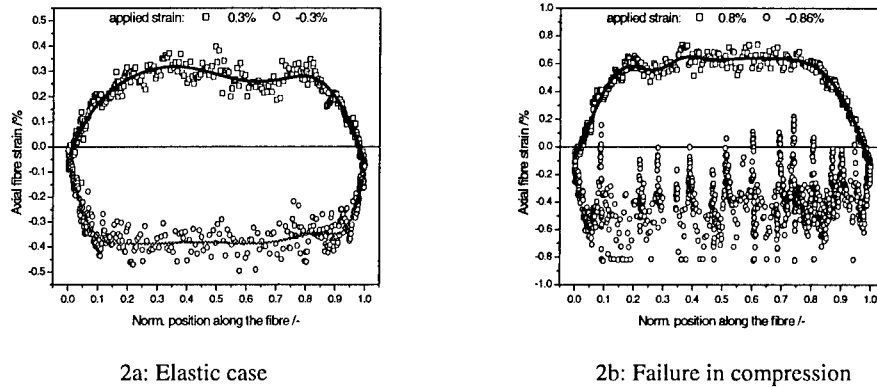 applied strain: □ 0.3% ○ -0.3%
Axial fibre strain /%
0.5
0.4
0.3
0.2
0.1
0.0
-0.1
-0.2
-0.3
-0.4
-0.5
0.0 0.1 0.2 0.3 0.4 0.5 0.6 0.7 0.8 0.9 1.0
Norm. position along the fibre /-
2a: Elastic case
applied strain: □ 0.8% ○ -0.86%
Axial fibre strain /%
1.0
0.8
0.6
0.4
0.2
0.0
-0.2
-0.4
-0.6
-0.8
-1.0
0.0 0.1 0.2 0.3 0.4 0.5 0.6 0.7 0.8 0.9 1.0
Norm. position along the fibre /-
2b: Failure in compression